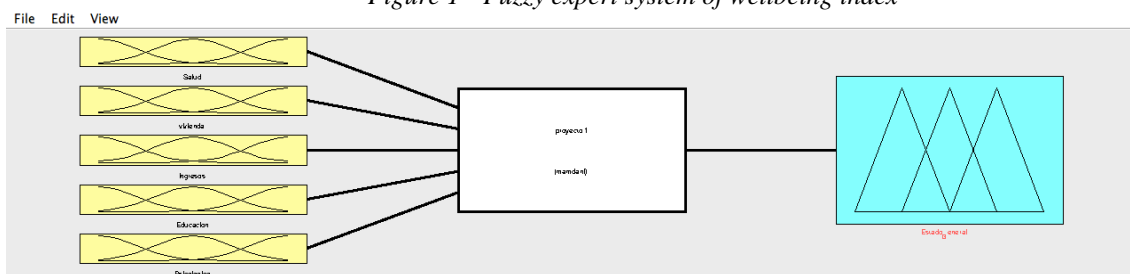 Figure 1 - Fuzzy expert system of wellbeing index
File Edit View
Salud
vivienda
Ingresos
Educacion
proyecto 1
(mamdani)